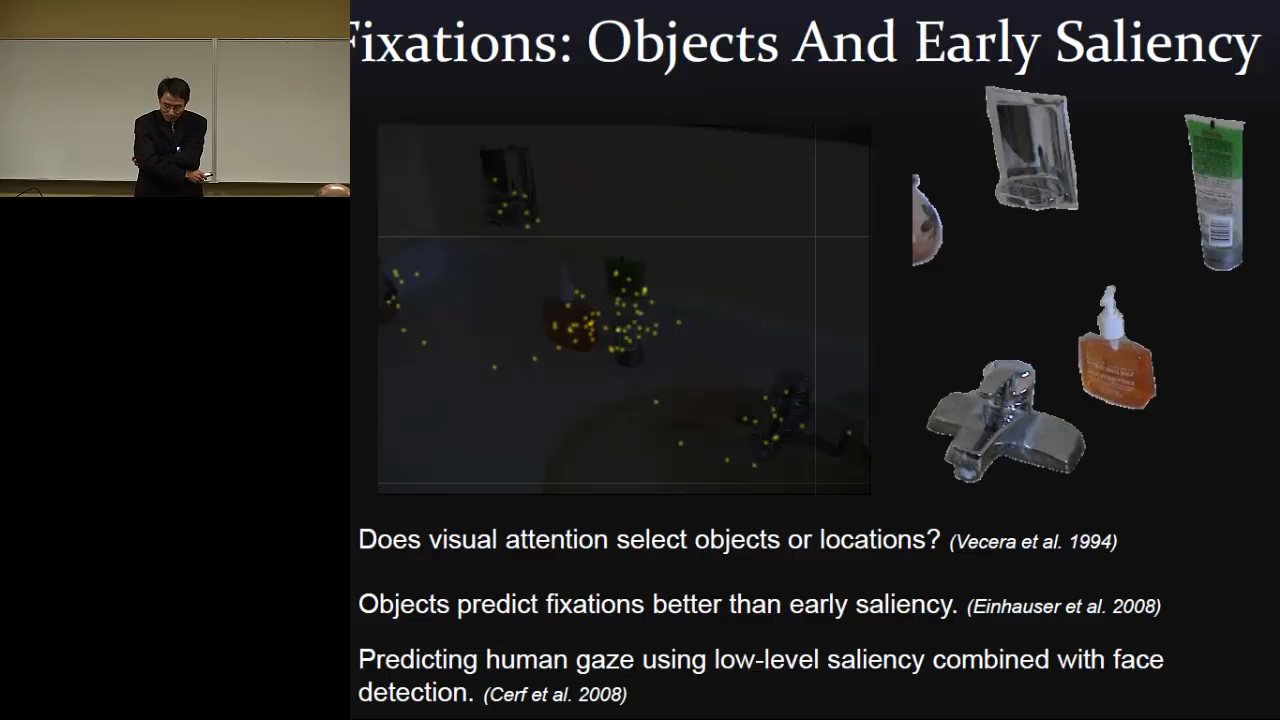 Fixations: Objects And Early Saliency
Does visual attention select objects or locations? (Vecera et al. 1994)
Objects predict fixations better than early saliency. (Einhauser et al. 2008)
Predicting human gaze using low-level saliency combined with face
detection. (Cerf et al. 2008)